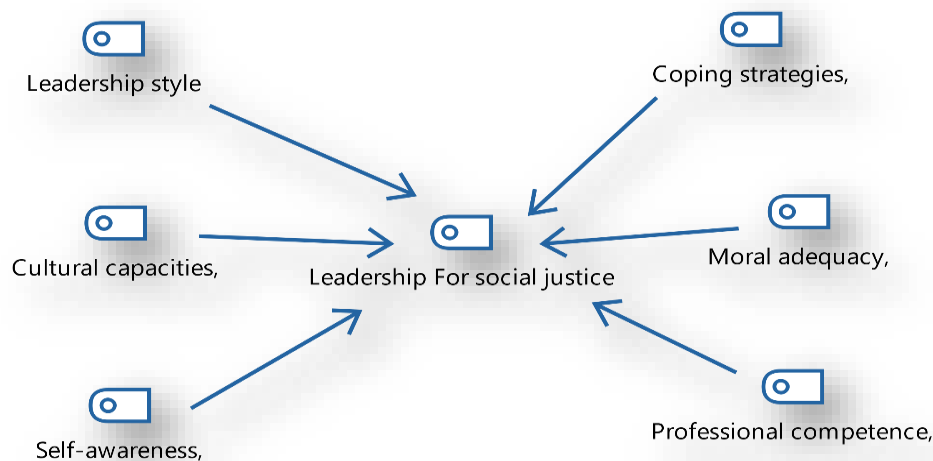 Leadership style
Coping strategies,
Cultural capacities,
Leadership For social justice
Moral adequacy,
Self-awareness,
Professional competence,